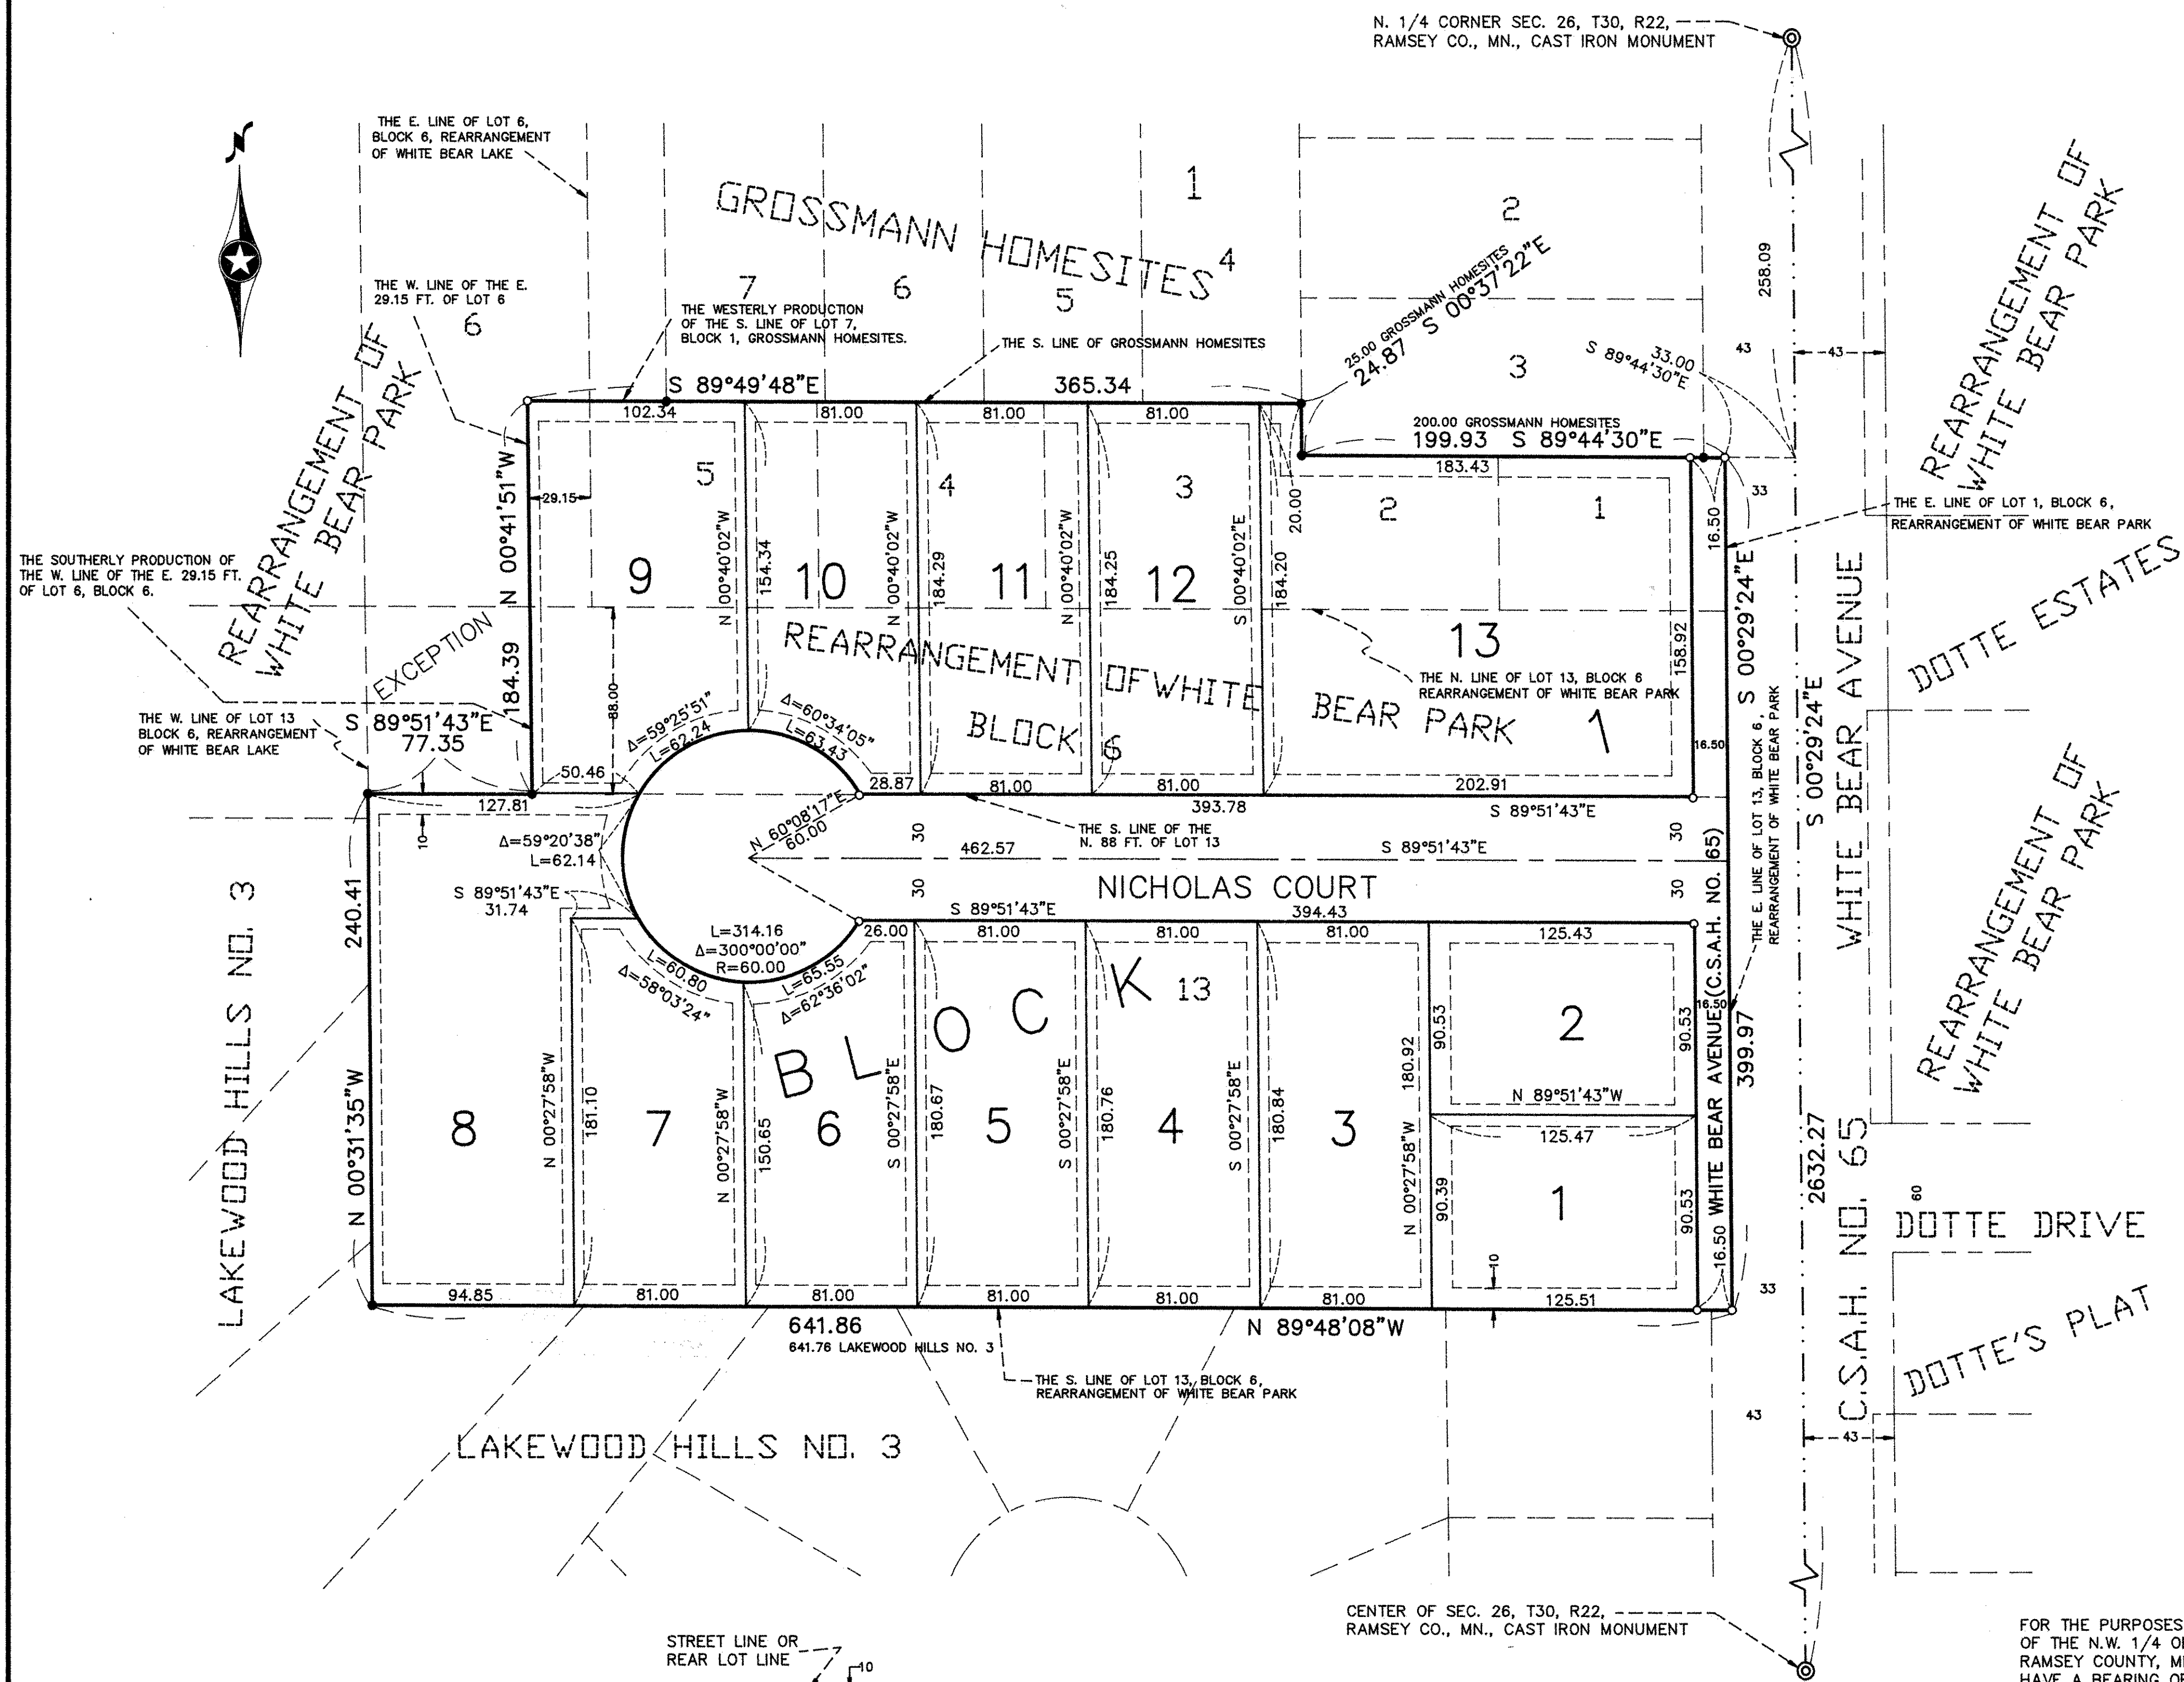 N. 1/4 CORNER SEC. 26, T30, R22,
RAMSEY CO., MN., CAST IRON MONUMENT
THE E. LINE OF LOT 6,
BLOCK 6, REARRANGEMENT
OF WHITE BEAR LAKE
N
GROSSMANN HOMESITES
1
2
4
7
6
5
3
6
THE W. LINE OF THE E.
29.15 FT. OF LOT 6
THE WESTERLY PRODUCTION
OF THE S. LINE OF LOT 7,
BLOCK 1, GROSSMANN HOMESITES.
THE S. LINE OF GROSSMANN HOMESITES
25.00 GROSSMANN HOMESITES
24.87 S 00°37'22"E
258.09
43
43
33.00
S 89°44'30"E
REARRANGEMENT OF
WHITE BEAR PARK
REARRANGEMENT OF
WHITE BEAR PARK
S 89°49'48"E
365.34
102.34
81.00
81.00
81.00
200.00 GROSSMANN HOMESITES
199.93 S 89°44'30"E
183.43
33
16.50
THE E. LINE OF LOT 1, BLOCK 6,
REARRANGEMENT OF WHITE BEAR PARK
29.15
5
4
3
2
1
20.00
N 00°41'51"W
184.39
N 00°40'02"W
154.34
N 00°40'02"W
184.29
N 00°40'02"W
184.25
S 00°40'02"E
184.20
9
10
11
12
13
158.92
S 00°29'24"E
THE SOUTHERLY PRODUCTION OF
THE W. LINE OF THE E. 29.15 FT.
OF LOT 6, BLOCK 6.
EXCEPTION
88.00
REARRANGEMENT OF WHITE
BEAR PARK
BLOCK 6
1
THE N. LINE OF LOT 13, BLOCK 6
REARRANGEMENT OF WHITE BEAR PARK
DOTTE ESTATES
THE W. LINE OF LOT 13
BLOCK 6, REARRANGEMENT
OF WHITE BEAR LAKE
S 89°51'43"E
77.35
Δ=59°25'51"
L=62.24
Δ=60°34'05"
L=63.43
16.50
50.46
127.81
28.87
81.00
81.00
202.91
393.78
S 89°51'43"E
10
N 60°08'17"E
60.00
THE S. LINE OF THE
N. 88 FT. OF LOT 13
30
30
Δ=59°20'38"
L=62.14
462.57
S 89°51'43"E
NICHOLAS COURT
30
30
S 89°51'43"E
31.74
S 89°51'43"E
394.43
L=314.16
Δ=300°00'00"
R=60.00
L=60.80
Δ=58°03'24"
L=65.55
Δ=62°36'02"
26.00
81.00
81.00
81.00
125.43
BLOCK
13
240.41
N 00°31'35"W
LAKEWOOD HILLS NO. 3
N 00°27'58"W
181.10
N 00°27'58"W
150.65
S 00°27'58"E
180.67
S 00°27'58"E
180.76
S 00°27'58"E
180.84
N 00°27'58"W
180.92
90.53
90.53
16.50
2
N 89°51'43"W
125.47
8
7
6
5
4
3
1
90.39
90.53
10
16.50
WHITE BEAR AVENUE (C.S.A.H. NO. 65)
399.97
THE E. LINE OF LOT 13, BLOCK 6,
REARRANGEMENT OF WHITE BEAR PARK
S 00°29'24"E
2632.27
WHITE BEAR AVENUE
C.S.A.H. NO. 65
REARRANGEMENT OF
WHITE BEAR PARK
60
DOTTE DRIVE
DOTTE'S PLAT
33
43
43
94.85
81.00
81.00
81.00
81.00
81.00
125.51
641.86
N 89°48'08"W
641.76 LAKEWOOD HILLS NO. 3
THE S. LINE OF LOT 13, BLOCK 6,
REARRANGEMENT OF WHITE BEAR PARK
LAKEWOOD HILLS NO. 3
CENTER OF SEC. 26, T30, R22,
RAMSEY CO., MN., CAST IRON MONUMENT
STREET LINE OR
REAR LOT LINE
10
FOR THE PURPOSES
OF THE N.W. 1/4
RAMSEY COUNTY,
HAVE A BEARING